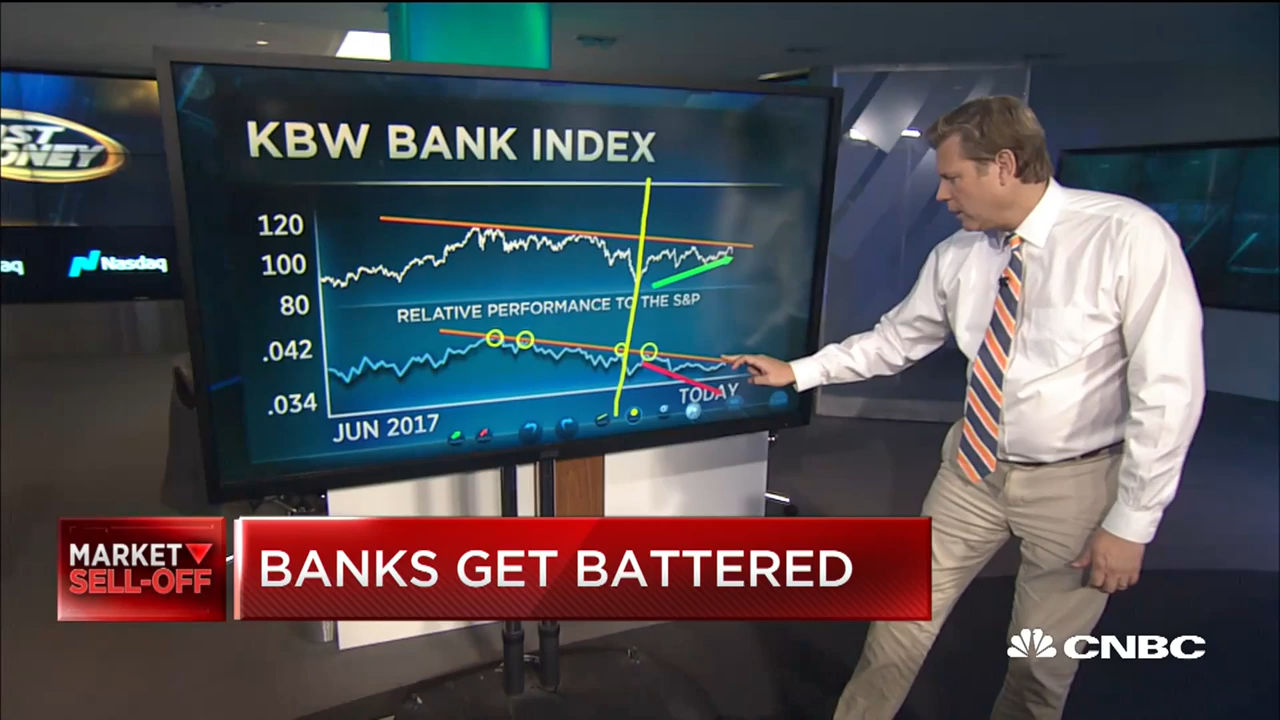 KBW BANK INDEX
120
100
80
RELATIVE PERFORMANCE TO THE S&P
.042
.034
JUN 2017
TODAY
Nasdaq
MARKET
SELL-OFF
BANKS GET BATTERED
CNBC